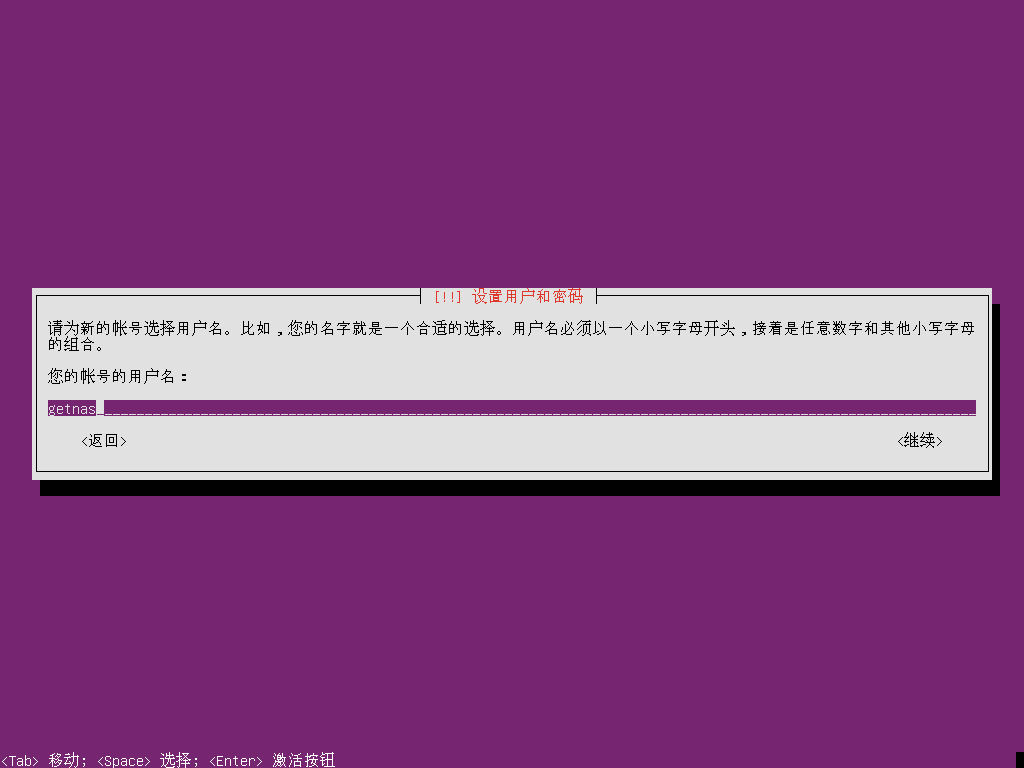 [!!] 设置用户和密码
请为新的帐号选择用户名。比如，您的名字就是一个合适的选择。用户名必须以一个小写字母开头，接着是任意数字和其他小写字母
的组合。
您的帐号的用户名：
getnas
<返回> <继续>
<Tab> 移动; <Space> 选择; <Enter> 激活按钮